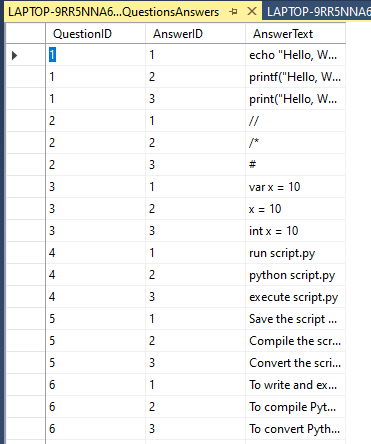 LAPTOP-9RR5NNA6...QuestionsAnswers LAPTOP-9RR5NNA6
QuestionID AnswerID AnswerText
1 1 echo "Hello, W...
1 2 printf("Hello, W...
1 3 print("Hello, W...
2 1 //
2 2 /*
2 3 #
3 1 var x = 10
3 2 x = 10
3 3 int x = 10
4 1 run script.py
4 2 python script.py
4 3 execute script.py
5 1 Save the script ...
5 2 Compile the scr...
5 3 Convert the scri...
6 1 To write and ex...
6 2 To compile Pyt...
6 3 To convert Pyth...